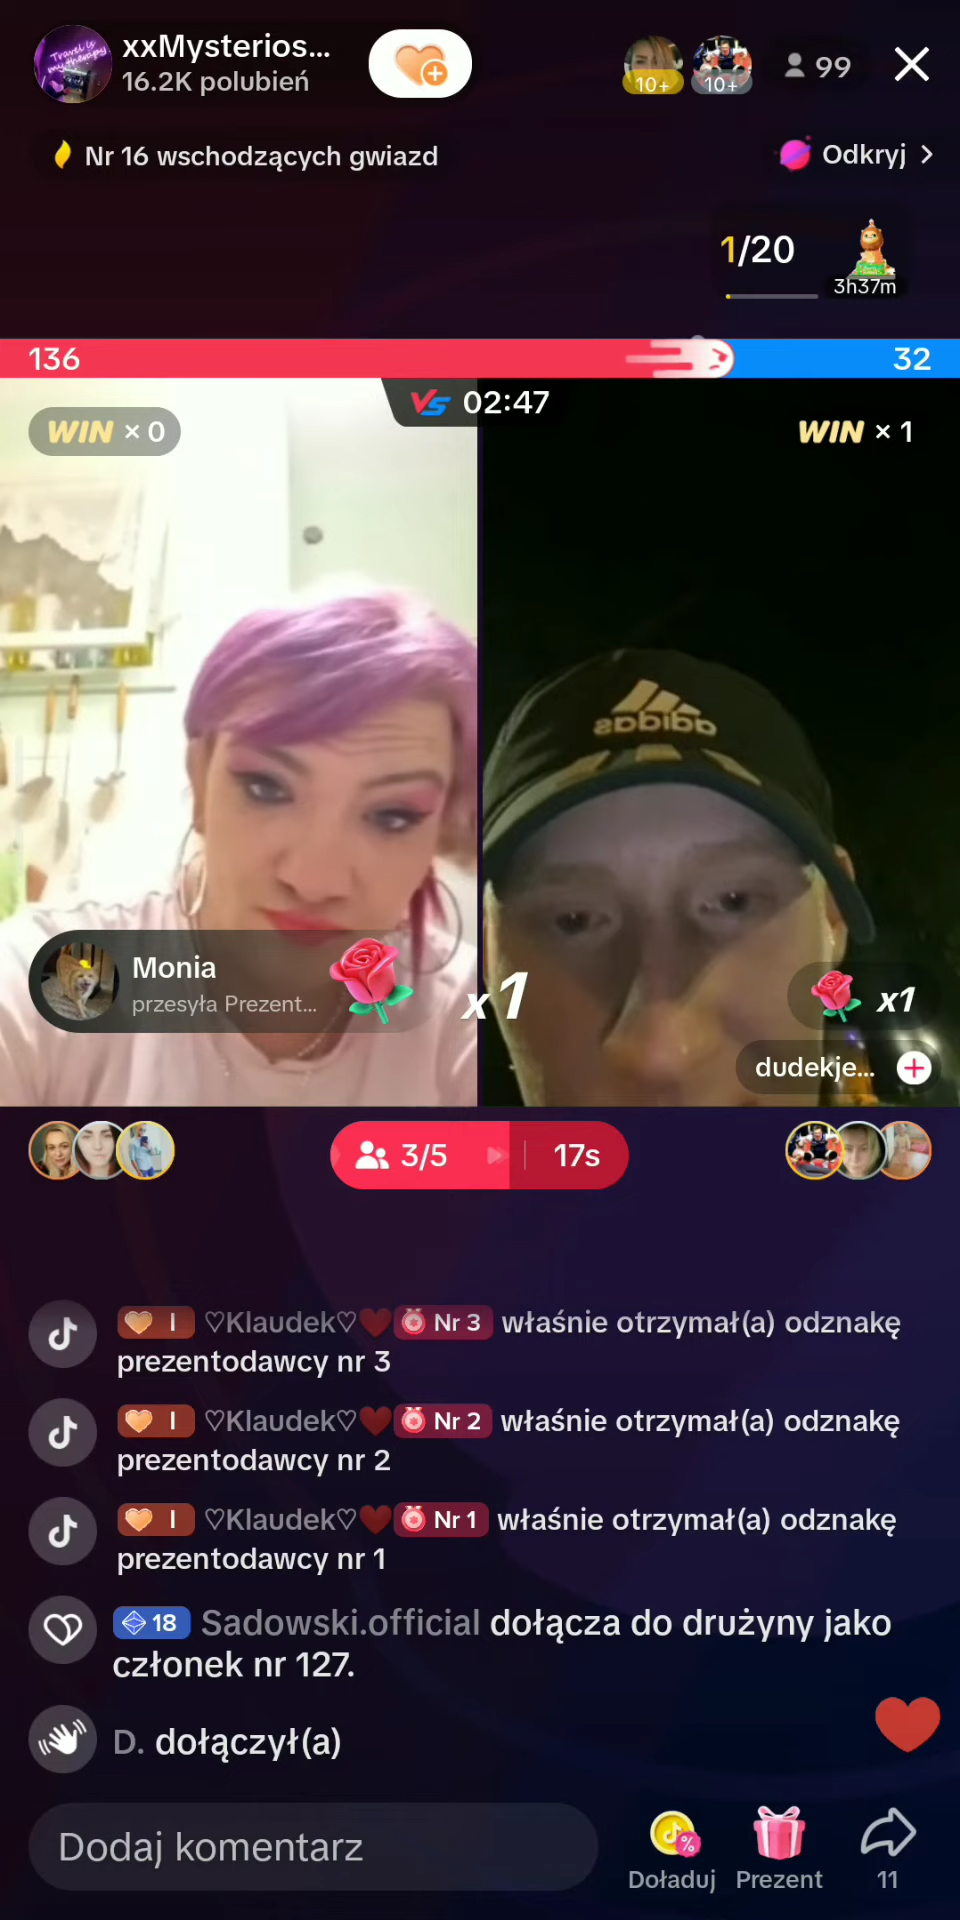 xxMysterios...
16.2K polubień
10+
10+
99
Nr 16 wschodzących gwiazd
Odkryj
1/20
3h37m
136
32
VS 02:47
WIN × 0
WIN × 1
adidas
Monia
przesyła Prezent...
x1
x1
dudekje...
3/5
17s
I ♡Klaudek♡❤ Nr 3 właśnie otrzymał(a) odznakę
prezentodawcy nr 3
I ♡Klaudek♡❤ Nr 2 właśnie otrzymał(a) odznakę
prezentodawcy nr 2
I ♡Klaudek♡❤ Nr 1 właśnie otrzymał(a) odznakę
prezentodawcy nr 1
18 Sadowski.official dołącza do drużyny jako
członek nr 127.
D. dołączył(a)
Dodaj komentarz
Doładuj
Prezent
11